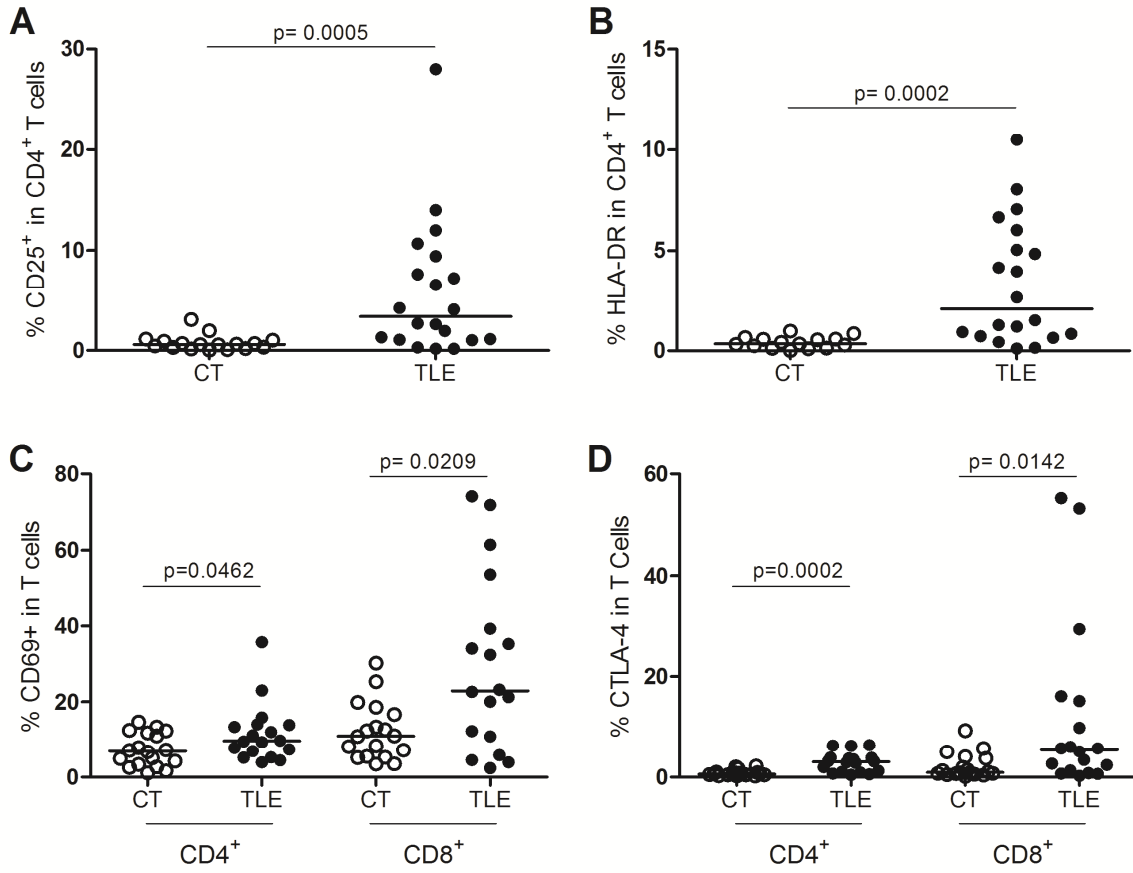 A
p= 0.0005
% CD25⁺ in CD4⁺ T cells
30
20
10
0
CT TLE
B
p= 0.0002
% HLA-DR in CD4⁺ T cells
15
10
5
0
CT TLE
C
p= 0.0209
p=0.0462
% CD69+ in T cells
80
60
40
20
0
CT TLE CT TLE
CD4⁺ CD8⁺
D
p= 0.0142
p=0.0002
% CTLA-4 in T Cells
60
40
20
0
CT TLE CT TLE
CD4⁺ CD8⁺